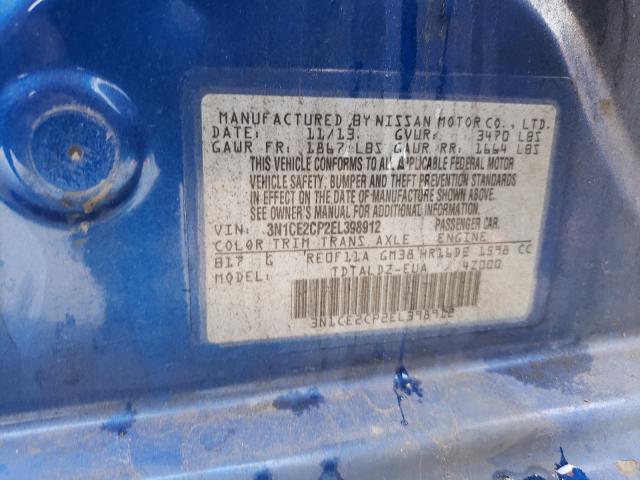 MANUFACTURED BY NISSAN MOTOR CO., LTD.
DATE: 11/13 GVWR: 3470 LBS
GAWR FR: 1867 LBS GAWR RR: 1664 LBS
THIS VEHICLE CONFORMS TO ALL APPLICABLE FEDERAL MOTOR
VEHICLE SAFETY, BUMPER AND THEFT PREVENTION STANDARDS
IN EFFECT ON THE DATE OF MANUFACTURE SHOWN ABOVE.
SEE OWNER'S MANUAL FOR ADDITIONAL INFORMATION
VIN: 3N1CE2CP2EL398912 PASSENGER CAR
COLOR TRIM TRANS AXLE ENGINE
B17 G RE0F11A GM38 HR16DE 1598 CC
MODEL: TDTALDZ-EUA 4Z000
3N1CE2CP2EL398912